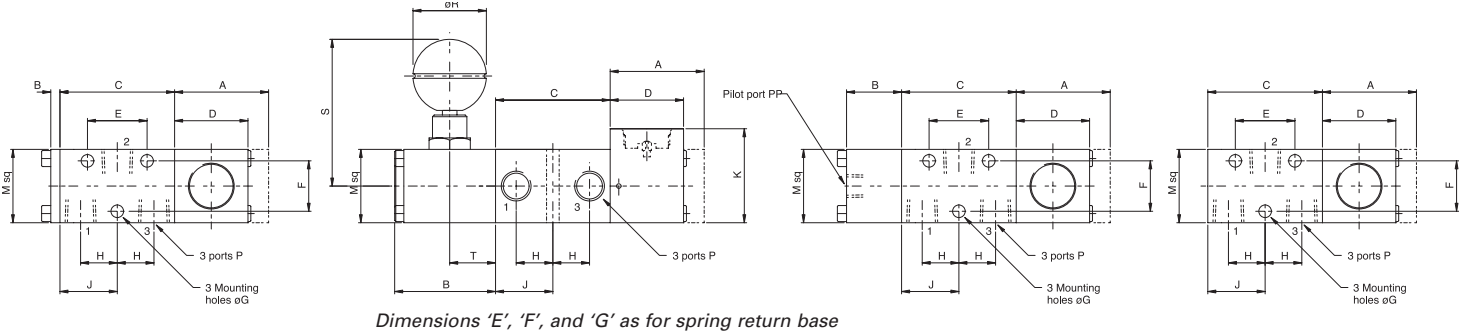 B
C
A
E
D
2
M sq
F
1
3
H
H
J
3 ports P
3 Mounting
holes øG
øR
S
A
C
D
M sq
K
1
3
T
H
H
B
J
3 ports P
Dimensions ‘E’, ‘F’, and ‘G’ as for spring return base
Pilot port PP
B
C
A
E
D
2
M sq
F
1
3
H
H
J
3 ports P
3 Mounting
holes øG
C
A
E
D
2
M sq
F
1
3
H
H
J
3 ports P
3 Mounting
holes øG